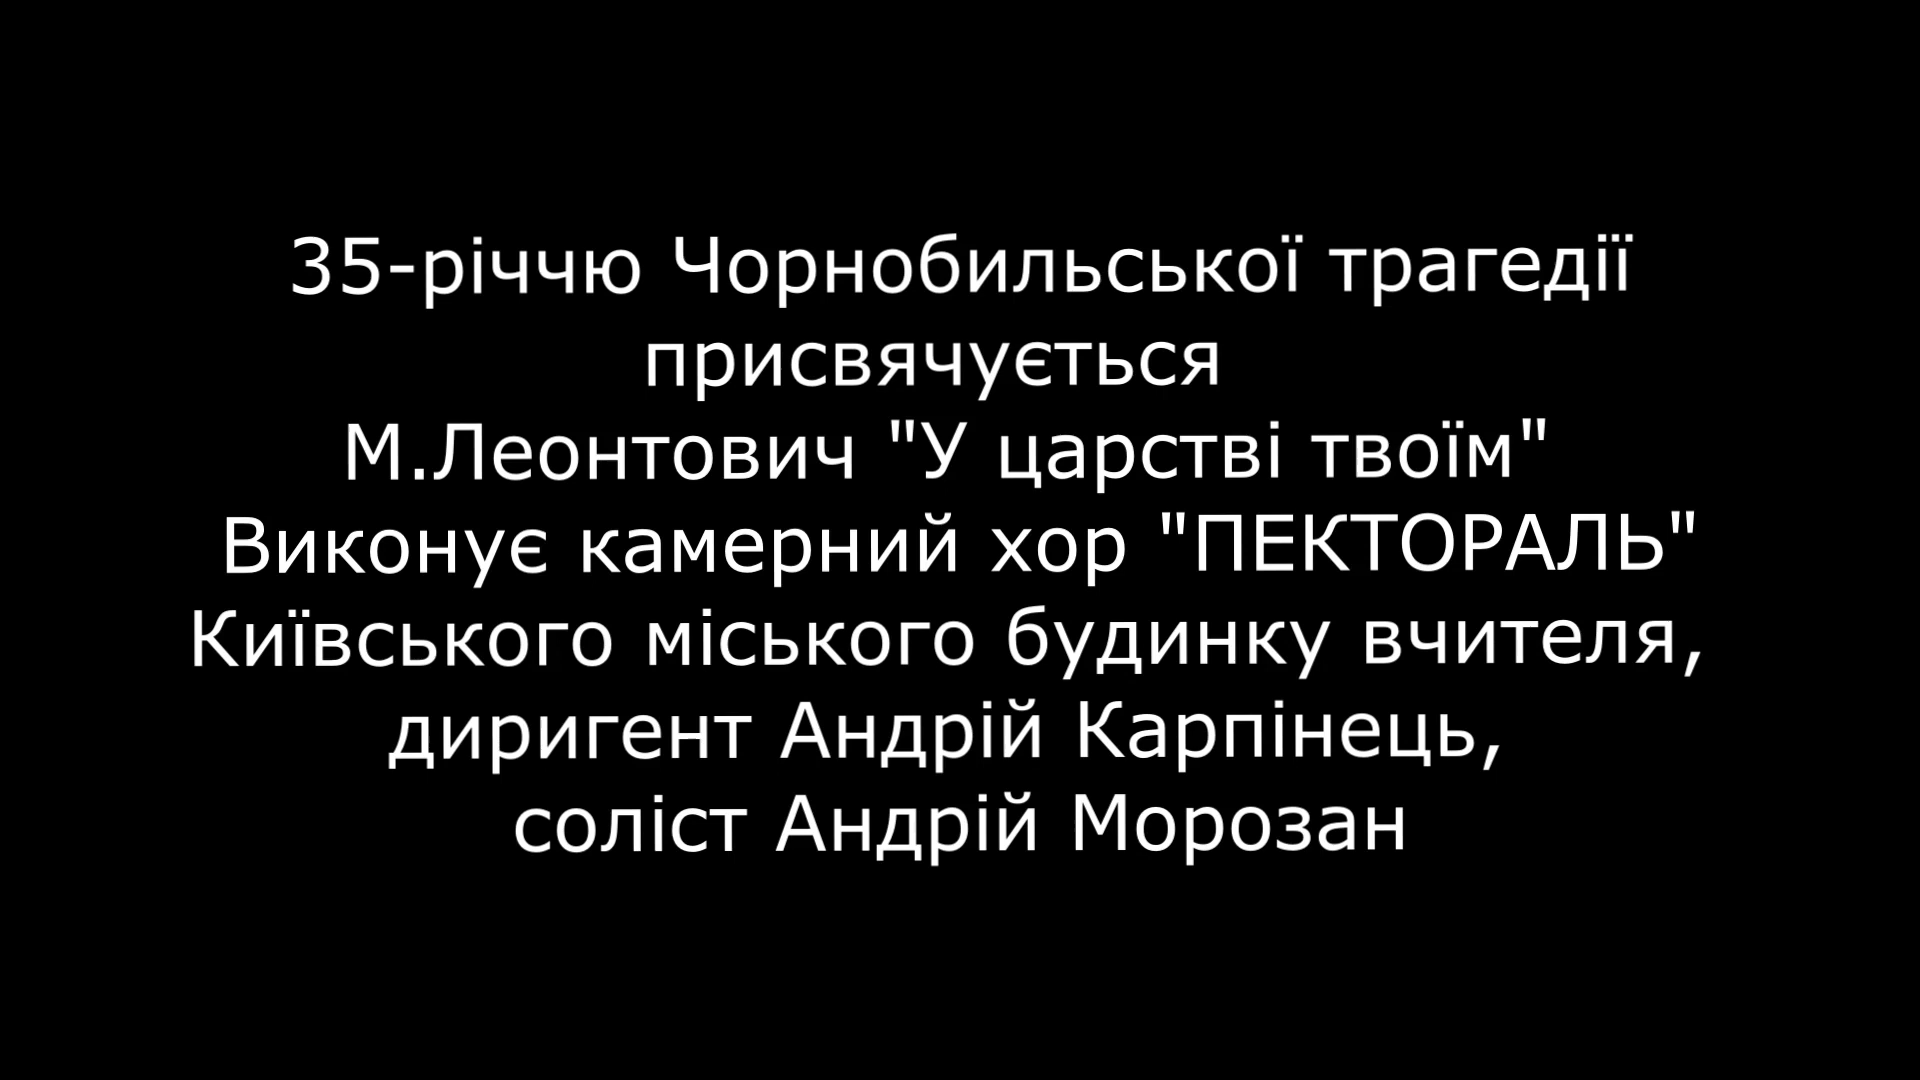 35-річчю Чорнобильської трагедії
присвячується
М.Леонтович "У царстві твоїм"
Виконує камерний хор "ПЕКТОРАЛЬ"
Київського міського будинку вчителя,
диригент Андрій Карпінець,
соліст Андрій Морозан